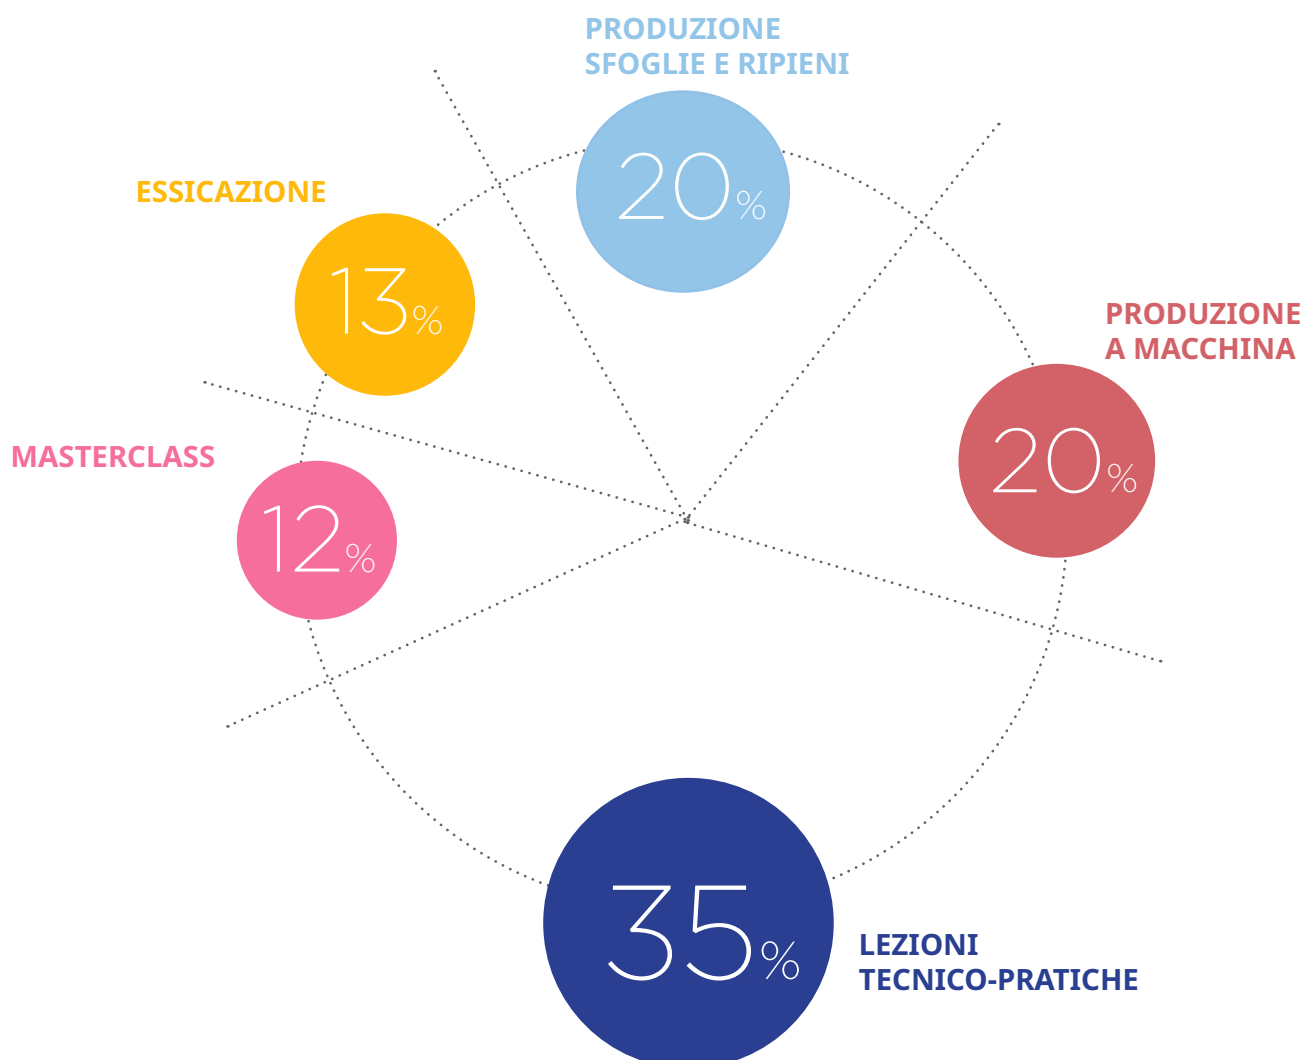 PRODUZIONE
SFOGLIE E RIPIENI
20%
ESSICAZIONE
13%
PRODUZIONE
A MACCHINA
20%
MASTERCLASS
12%
35%
LEZIONI
TECNICO-PRATICHE